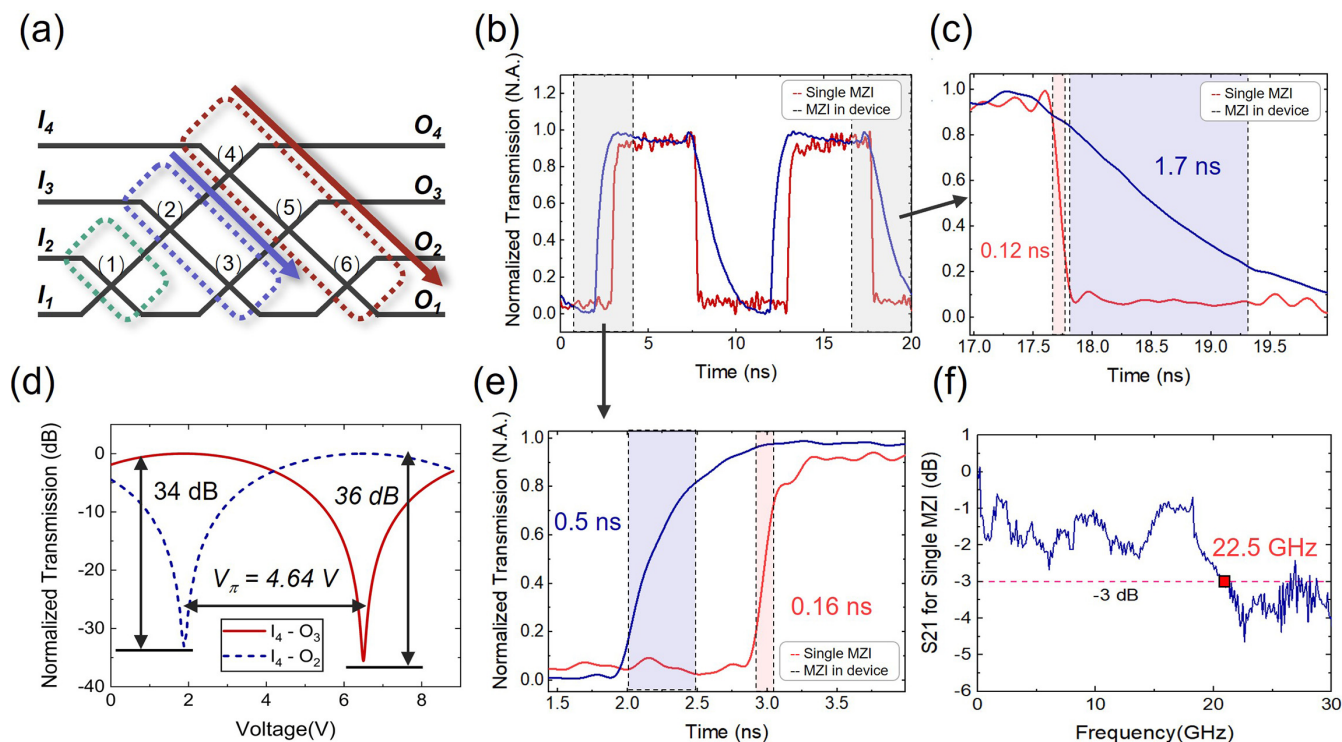 (a)
I4
I3
I2
I1
(1)
(2)
(3)
(4)
(5)
(6)
O4
O3
O2
O1
(b)
Normalized Transmission (N.A.)
1.2
1.0
0.8
0.6
0.4
0.2
0.0
Single MZI
MZI in device
0 5 10 15 20
Time (ns)
(c)
1.0
0.8
0.6
0.4
0.2
0.0
Single MZI
MZI in device
1.7 ns
0.12 ns
17.0 17.5 18.0 18.5 19.0 19.5
Time (ns)
(d)
Normalized Transmission (dB)
0
-10
-20
-30
-40
34 dB
36 dB
Vπ = 4.64 V
I4 - O3
I4 - O2
0 2 4 6 8
Voltage(V)
(e)
Normalized Transmission (N.A.)
1.0
0.8
0.6
0.4
0.2
0.0
0.5 ns
0.16 ns
Single MZI
MZI in device
1.5 2.0 2.5 3.0 3.5
Time (ns)
(f)
S21 for Single MZI (dB)
1
0
-1
-2
-3
-4
-5
-6
22.5 GHz
-3 dB
0 10 20 30
Frequency(GHz)